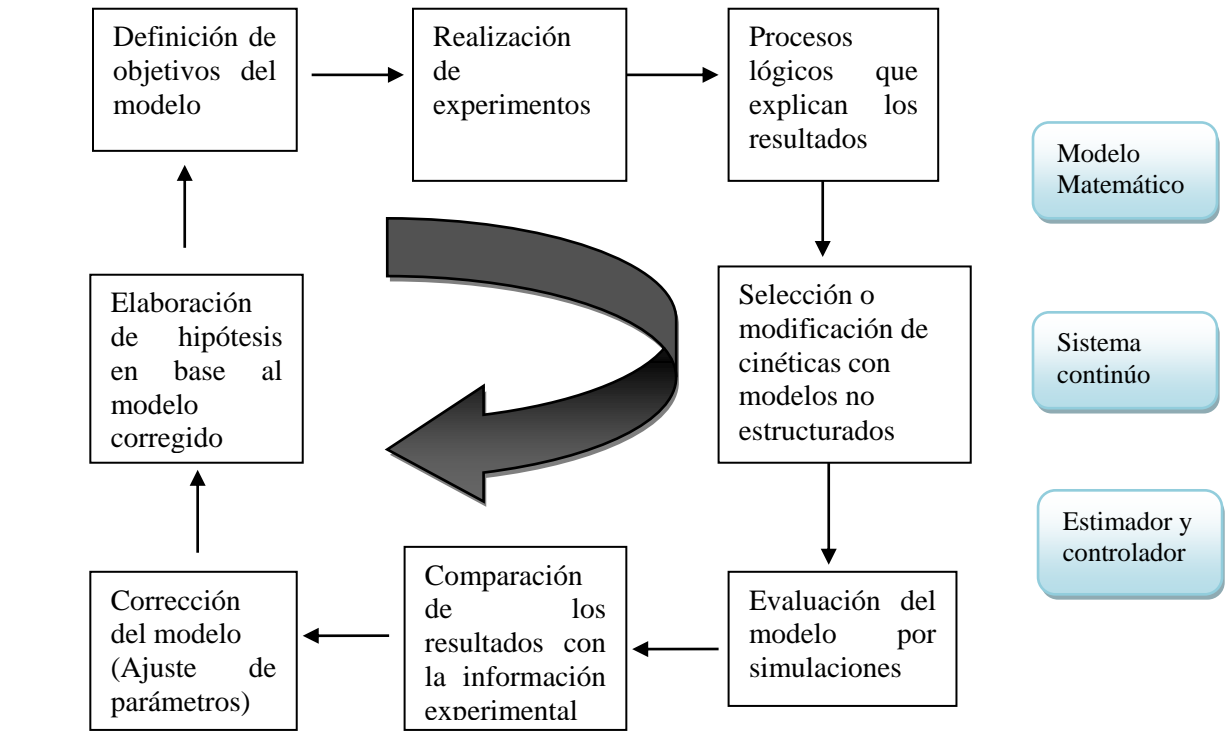 Definición de
objetivos del
modelo
Realización
de
experimentos
Procesos
lógicos que
explican los
resultados
Selección o
modificación de
cinéticas con
modelos no
estructurados
Evaluación del
modelo por
simulaciones
Comparación
de los
resultados con
la información
experimental
Corrección
del modelo
(Ajuste de
parámetros)
Elaboración
de hipótesis
en base al
modelo
corregido
Modelo
Matemático
Sistema
continúo
Estimador y
controlador